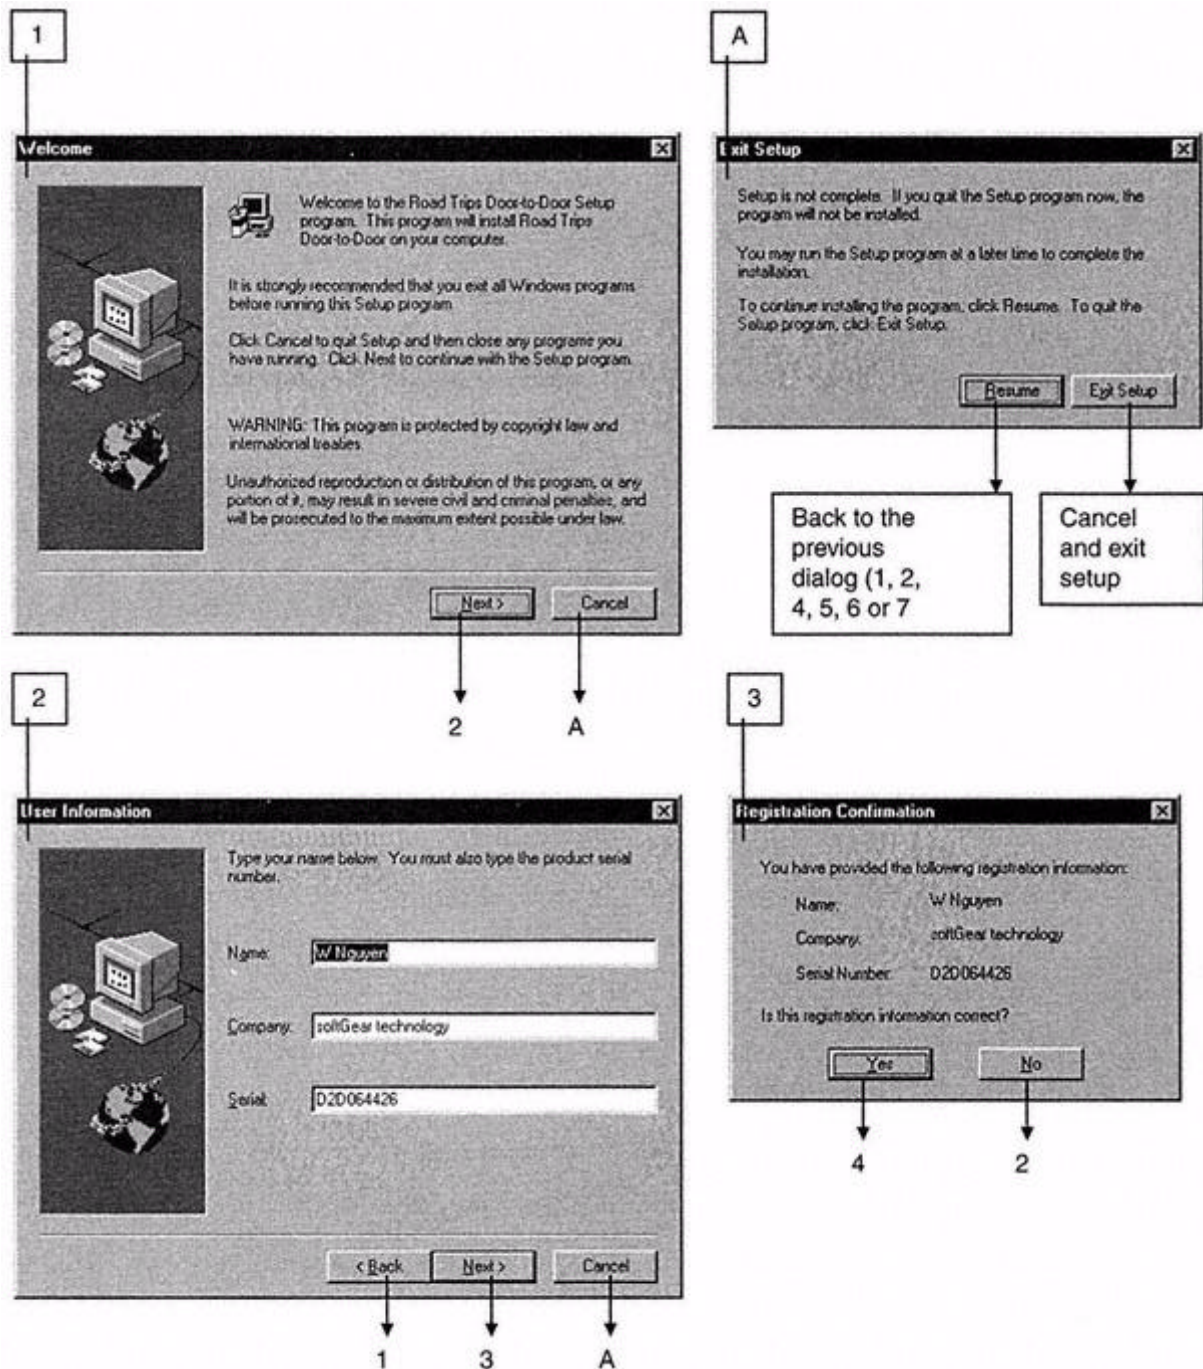 1
Welcome
Welcome to the Road Trips Door-to-Door Setup
program. This program will install Road Trips
Door-to-Door on your computer.
It is strongly recommended that you exit all Windows programs
before running this Setup program
Click Cancel to quit Setup and then close any programs you
have running. Click Next to continue with the Setup program.
WARNING: This program is protected by copyright law and
international treaties.
Unauthorized reproduction or distribution of this program, or any
portion of it, may result in severe civil and criminal penalties, and
will be prosecuted to the maximum extent possible under law.
Next >
Cancel
2
A
A
Exit Setup
Setup is not complete. If you quit the Setup program now, the
program will not be installed.
You may run the Setup program at a later time to complete the
installation.
To continue installing the program, click Resume. To quit the
Setup program, click Exit Setup.
Resume
Exit Setup
Back to the
previous
dialog (1, 2,
4, 5, 6 or 7
Cancel
and exit
setup
2
User Information
Type your name below. You must also type the product serial
number.
Name:
W Nguyen
Company:
softGear technology
Serial:
D2D064426
< Back
Next >
Cancel
1
3
A
3
Registration Confirmation
You have provided the following registration information:
Name:
W Nguyen
Company:
softGear technology
Serial Number:
D2D064426
Is this registration information correct?
Yes
No
4
2